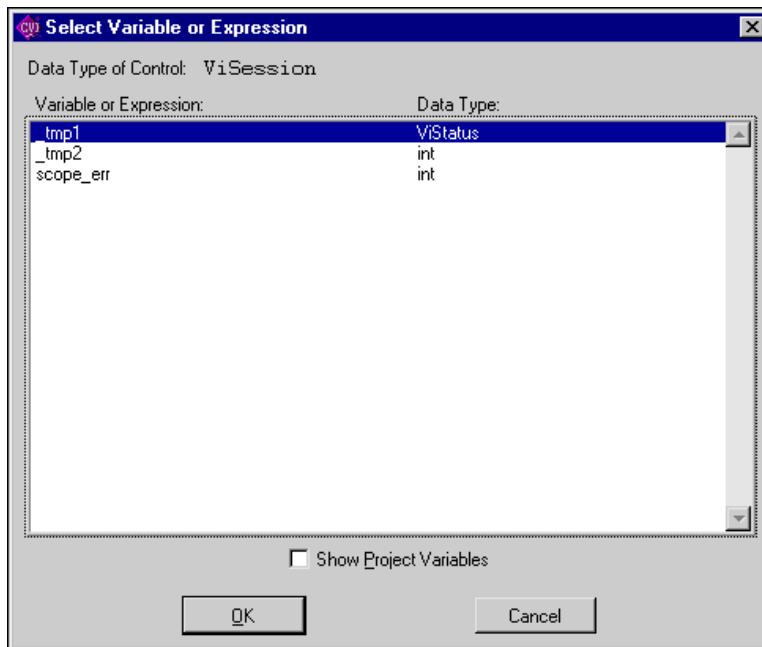 CVI Select Variable or Expression
Data Type of Control: ViSession
Variable or Expression: Data Type:
_tmp1 ViStatus
_tmp2 int
scope_err int
Show Project Variables
OK Cancel